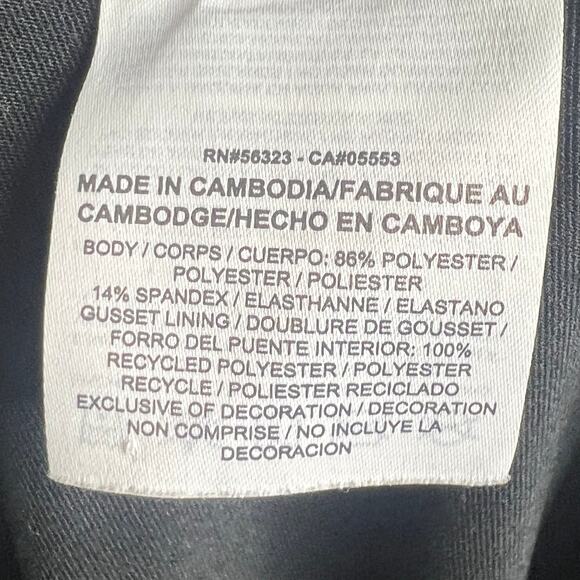 RN#56323 - CA#05553
MADE IN CAMBODIA/FABRIQUE AU
CAMBODGE/HECHO EN CAMBOYA
BODY / CORPS / CUERPO: 86% POLYESTER /
POLYESTER / POLIESTER
14% SPANDEX / ELASTHANNE / ELASTANO
GUSSET LINING / DOUBLURE DE GOUSSET /
FORRO DEL PUENTE INTERIOR: 100%
RECYCLED POLYESTER / POLYESTER
RECYCLE / POLIESTER RECICLADO
EXCLUSIVE OF DECORATION / DECORATION
NON COMPRISE / NO INCLUYE LA
DECORACION